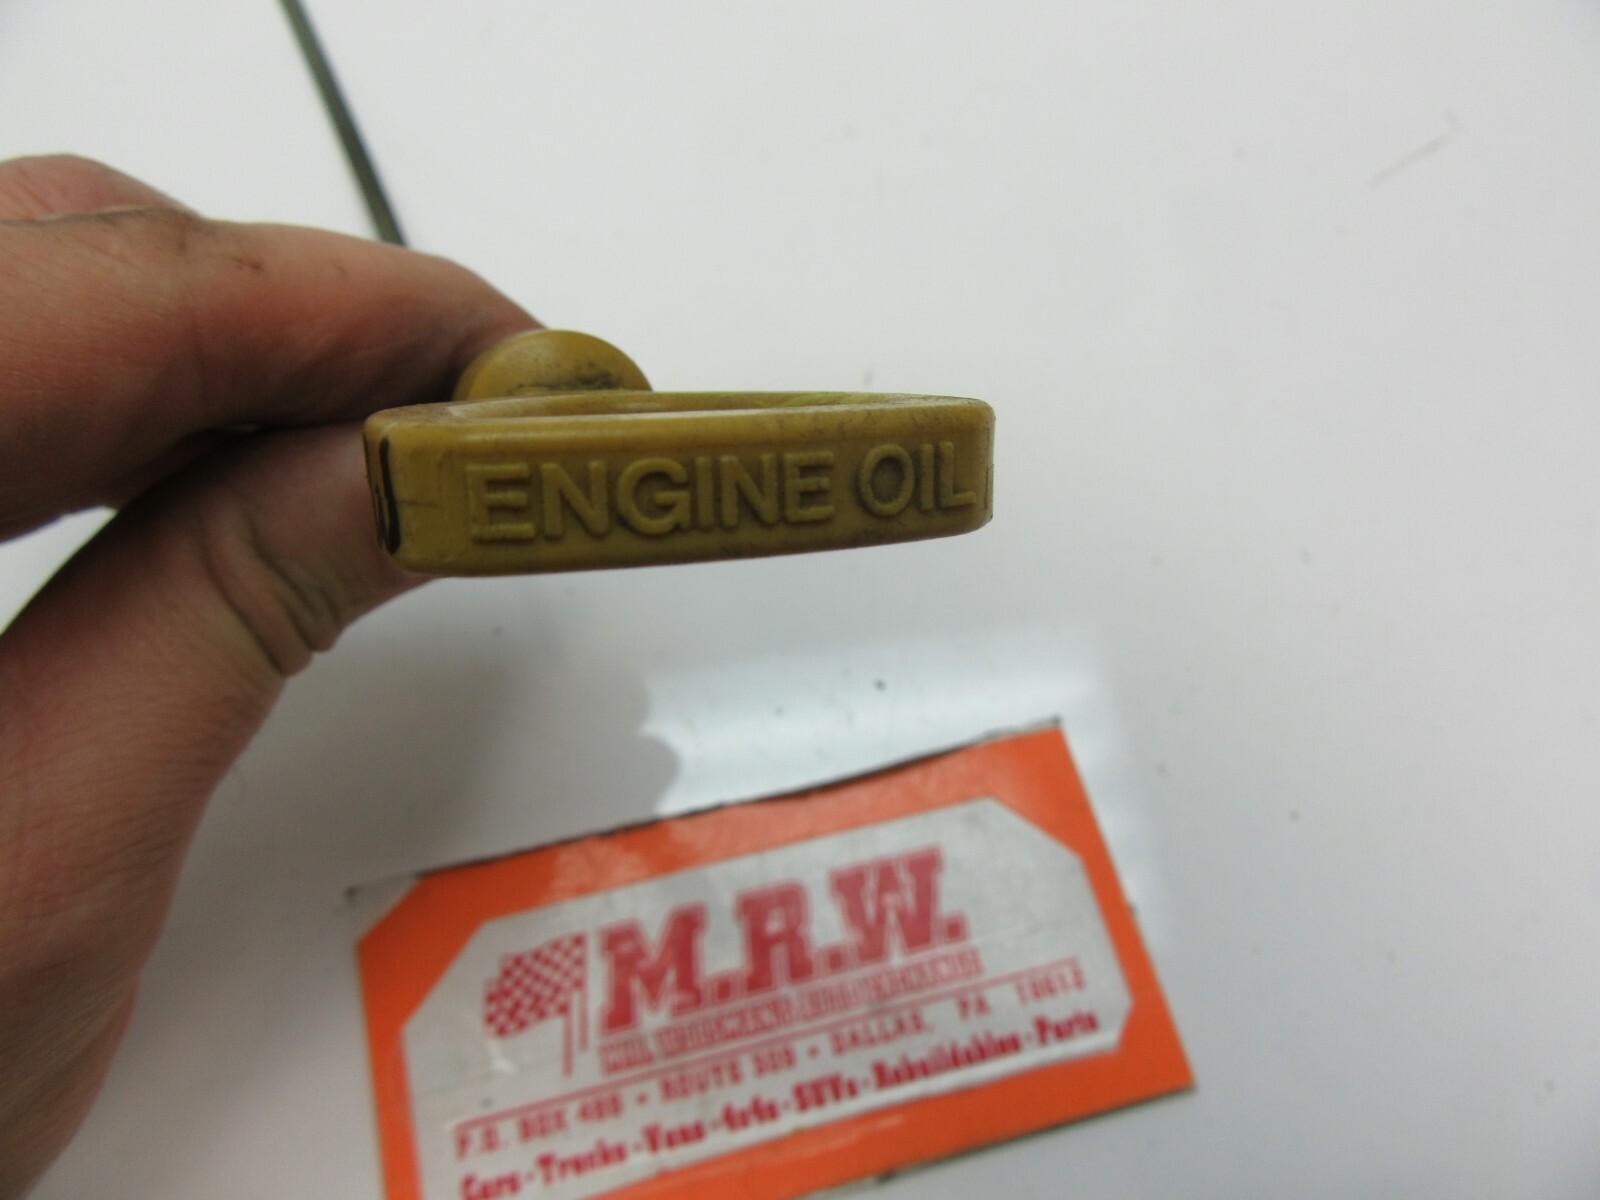 ENGINE OIL
M.R.W.
P.O. BOX 488 • ROUTE 309 • DALLAS, PA 18612
Cars-Trucks-Vans-4x4s-SUVs-Rebuildables-Parts